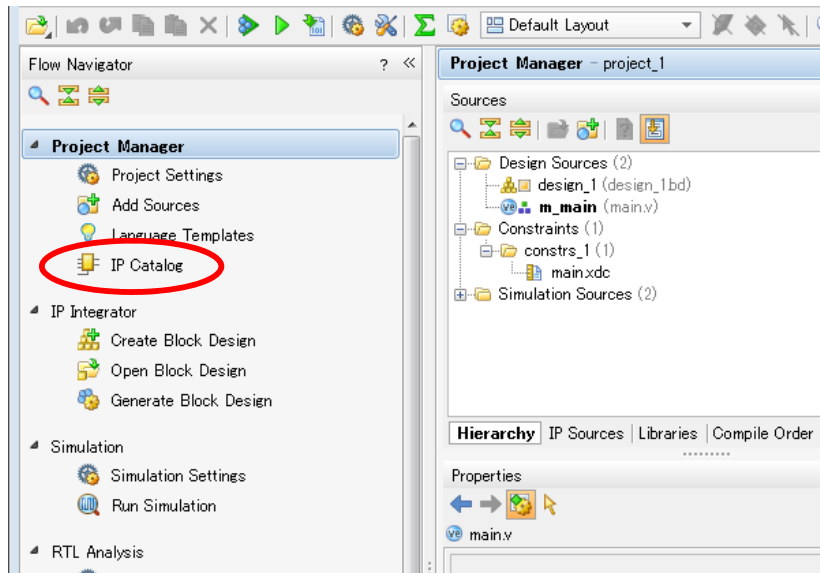 Default Layout
Flow Navigator ? «
Project Manager
Project Settings
Add Sources
Language Templates
IP Catalog
IP Integrator
Create Block Design
Open Block Design
Generate Block Design
Simulation
Simulation Settings
Run Simulation
RTL Analysis
Project Manager - project_1
Sources
Design Sources (2)
design_1 (design_1.bd)
m_main (main.v)
Constraints (1)
constrs_1 (1)
main.xdc
Simulation Sources (2)
Hierarchy IP Sources Libraries Compile Order
Properties
main.v